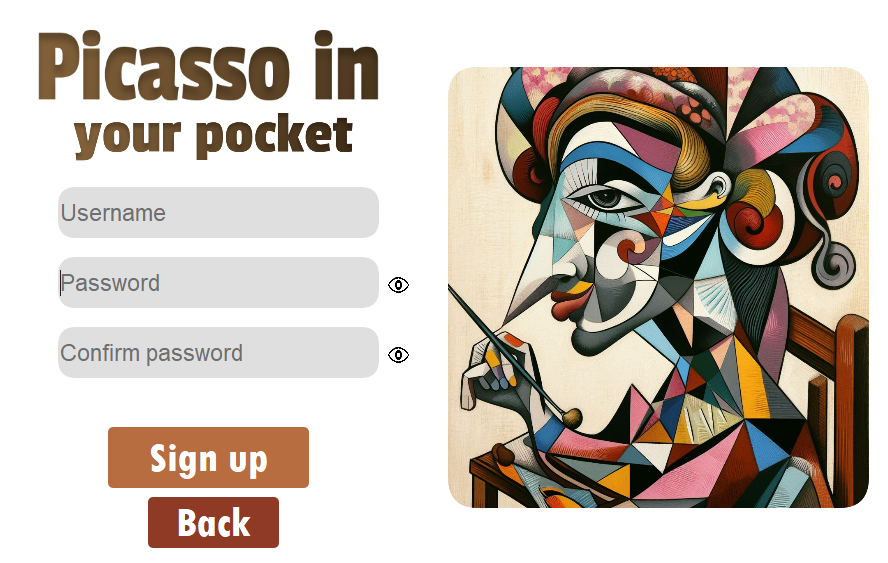 Picasso in
your pocket
Username
Password
Confirm password
Sign up
Back